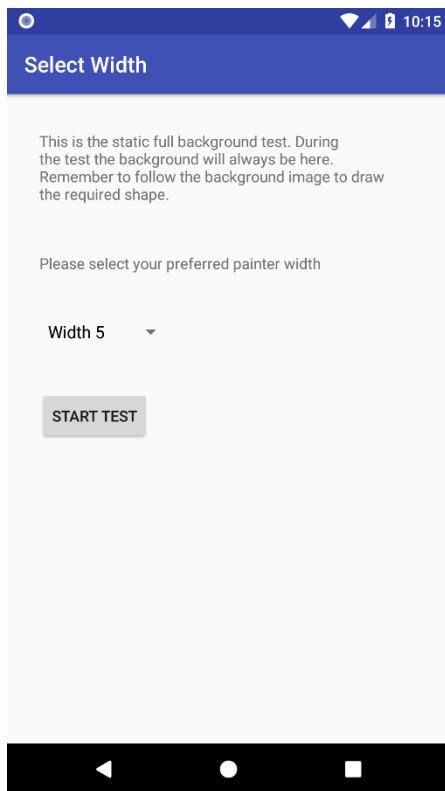 10:15
Select Width
This is the static full background test. During
the test the background will always be here.
Remember to follow the background image to draw
the required shape.
Please select your preferred painter width
Width 5
START TEST